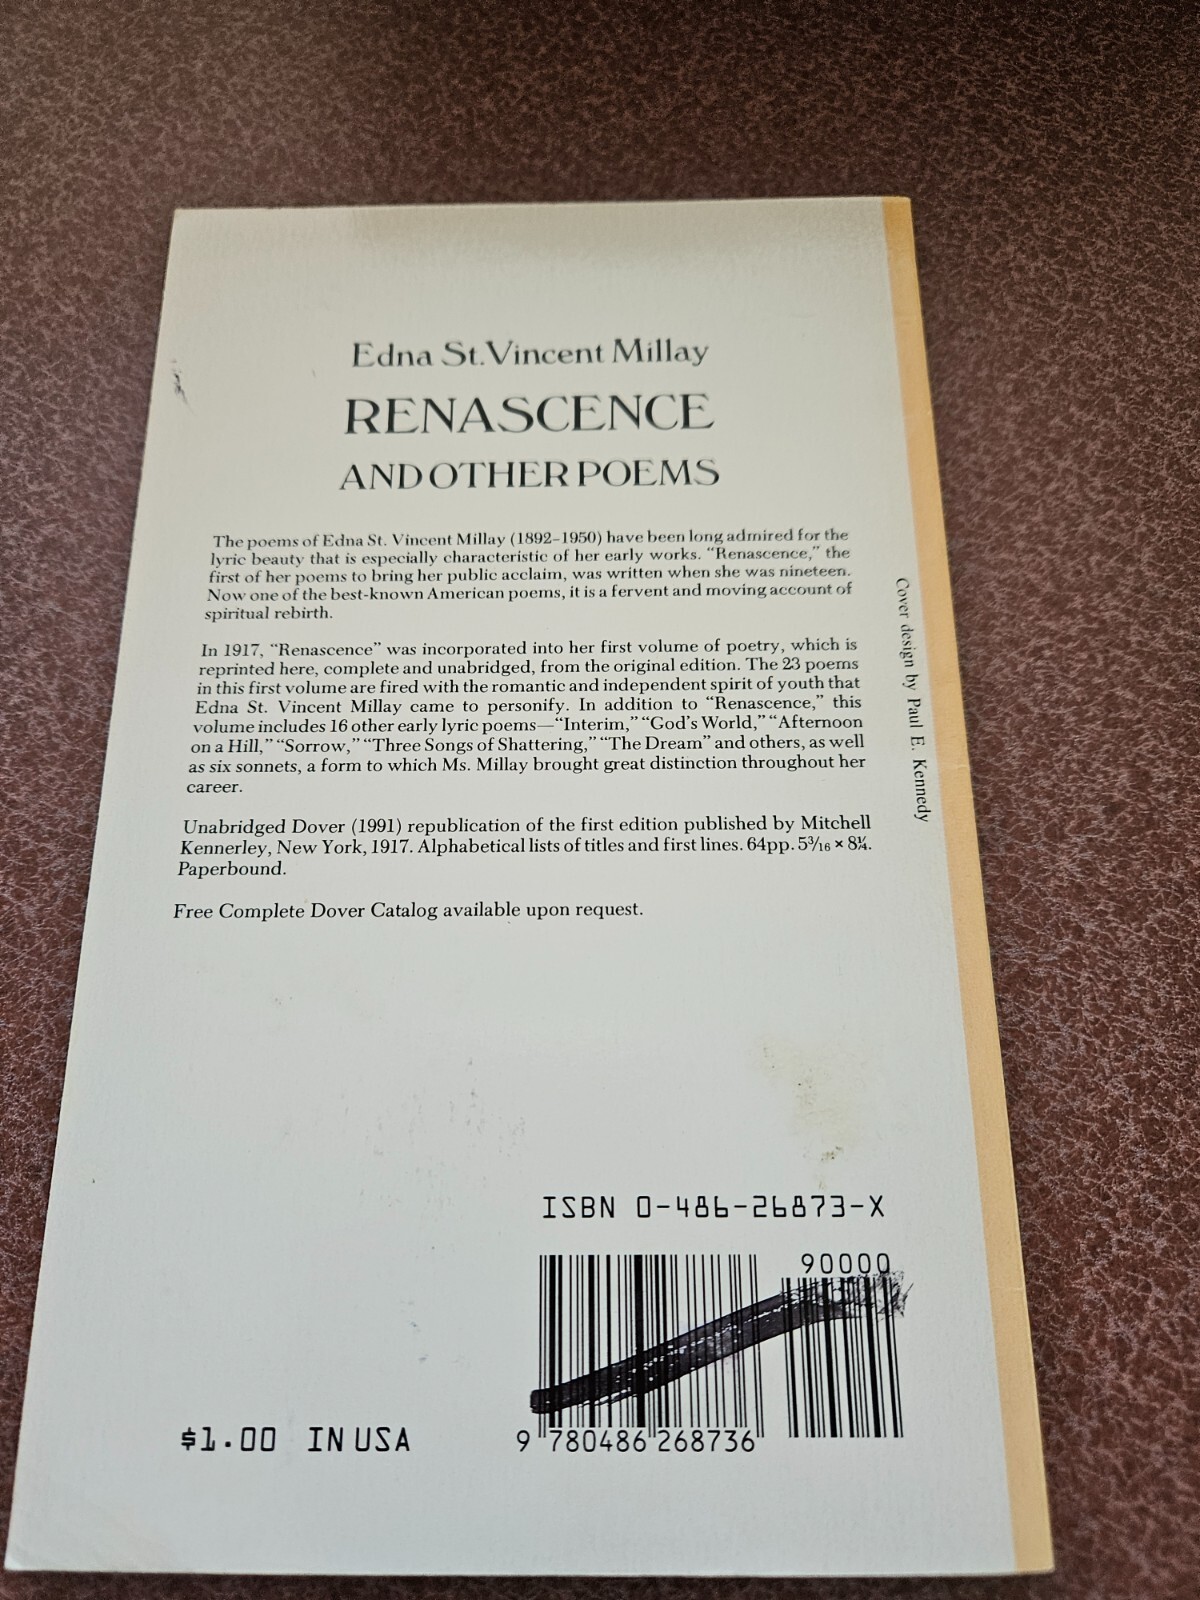 Edna St. Vincent Millay
RENASCENCE
AND OTHER POEMS
The poems of Edna St. Vincent Millay (1892–1950) have been long admired for the
lyric beauty that is especially characteristic of her early works. “Renascence,” the
first of her poems to bring her public acclaim, was written when she was nineteen.
Now one of the best-known American poems, it is a fervent and moving account of
spiritual rebirth.
In 1917, “Renascence” was incorporated into her first volume of poetry, which is
reprinted here, complete and unabridged, from the original edition. The 23 poems
in this first volume are fired with the romantic and independent spirit of youth that
Edna St. Vincent Millay came to personify. In addition to “Renascence,” this
volume includes 16 other early lyric poems—“Interim,” “God’s World,” “Afternoon
on a Hill,” “Sorrow,” “Three Songs of Shattering,” “The Dream” and others, as well
as six sonnets, a form to which Ms. Millay brought great distinction throughout her
career.
Unabridged Dover (1991) republication of the first edition published by Mitchell
Kennerley, New York, 1917. Alphabetical lists of titles and first lines. 64pp. 5³⁄₁₆ × 8¼.
Paperbound.
Free Complete Dover Catalog available upon request.
Cover design by Paul E. Kennedy
ISBN 0-486-26873-X
90000
9 780486 268736
$1.00 IN USA